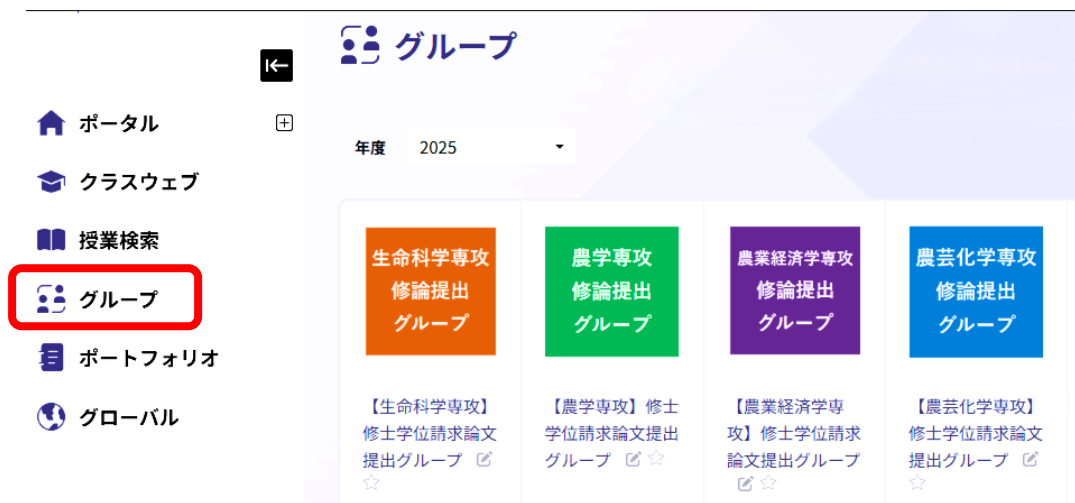 グループ
ポータル
クラスウェブ
授業検索
グループ
ポートフォリオ
グローバル
年度 2025
生命科学専攻
修論提出
グループ
農学専攻
修論提出
グループ
農業経済学専攻
修論提出
グループ
農芸化学専攻
修論提出
グループ
【生命科学専攻】
修士学位請求論文
提出グループ
【農学専攻】修士
学位請求論文提出
グループ
【農業経済学専
攻】修士学位請求
論文提出グループ
【農芸化学専攻】
修士学位請求論文
提出グループ